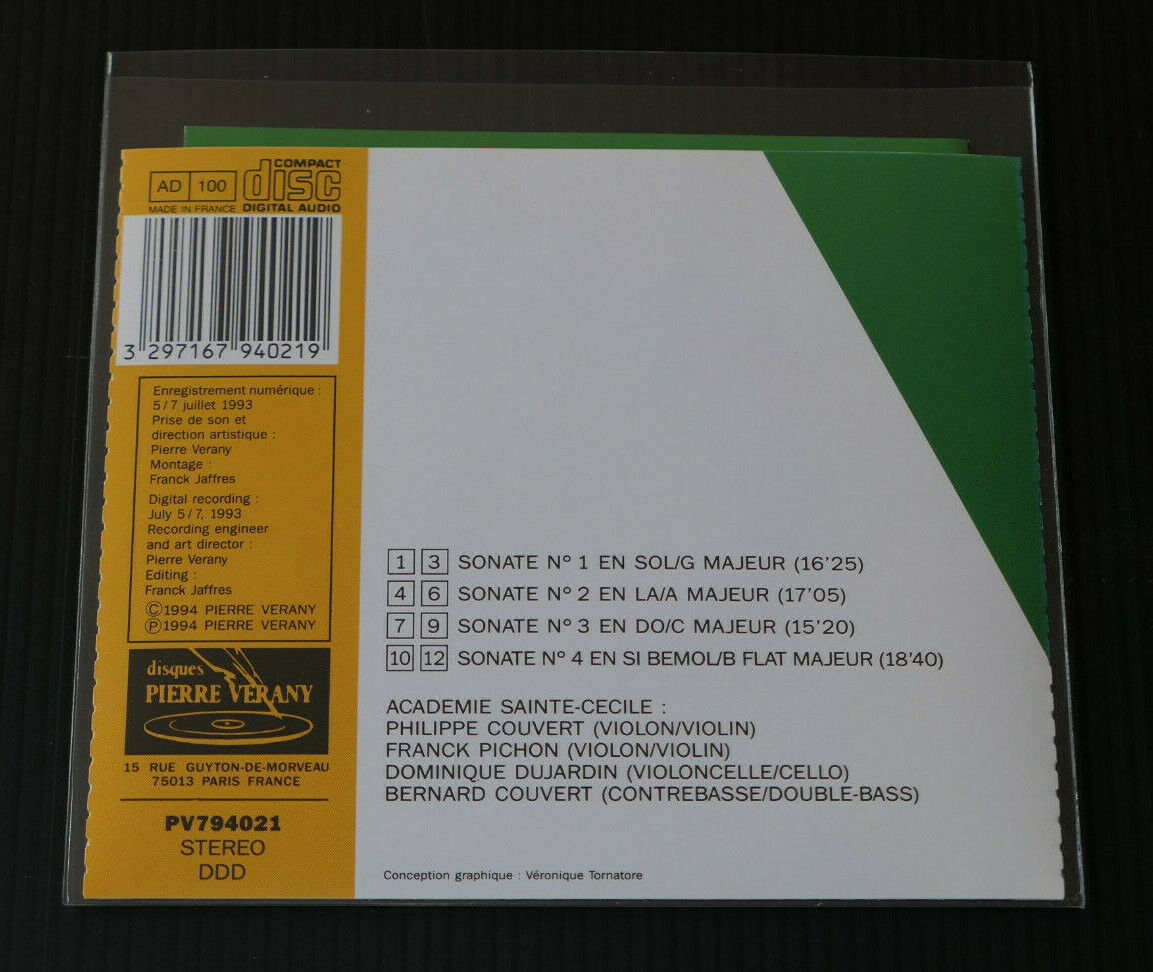 COMPACT
disc
DIGITAL AUDIO
AD 100
MADE IN FRANCE
3 297167 940219
Enregistrement numérique :
5/7 juillet 1993
Prise de son et
direction artistique :
Pierre Verany
Montage :
Franck Jaffres
Digital recording :
July 5/7, 1993
Recording engineer
and art director :
Pierre Verany
Editing :
Franck Jaffres
Ⓒ1994 PIERRE VERANY
Ⓟ1994 PIERRE VERANY
disques
PIERRE VERANY
15 RUE GUYTON-DE-MORVEAU
75013 PARIS FRANCE
PV794021
STEREO
DDD
1 3 SONATE Nº 1 EN SOL/G MAJEUR (16'25)
4 6 SONATE Nº 2 EN LA/A MAJEUR (17'05)
7 9 SONATE Nº 3 EN DO/C MAJEUR (15'20)
10 12 SONATE Nº 4 EN SI BEMOL/B FLAT MAJEUR (18'40)
ACADEMIE SAINTE-CECILE :
PHILIPPE COUVERT (VIOLON/VIOLIN)
FRANCK PICHON (VIOLON/VIOLIN)
DOMINIQUE DUJARDIN (VIOLONCELLE/CELLO)
BERNARD COUVERT (CONTREBASSE/DOUBLE-BASS)
Conception graphique : Véronique Tornatore